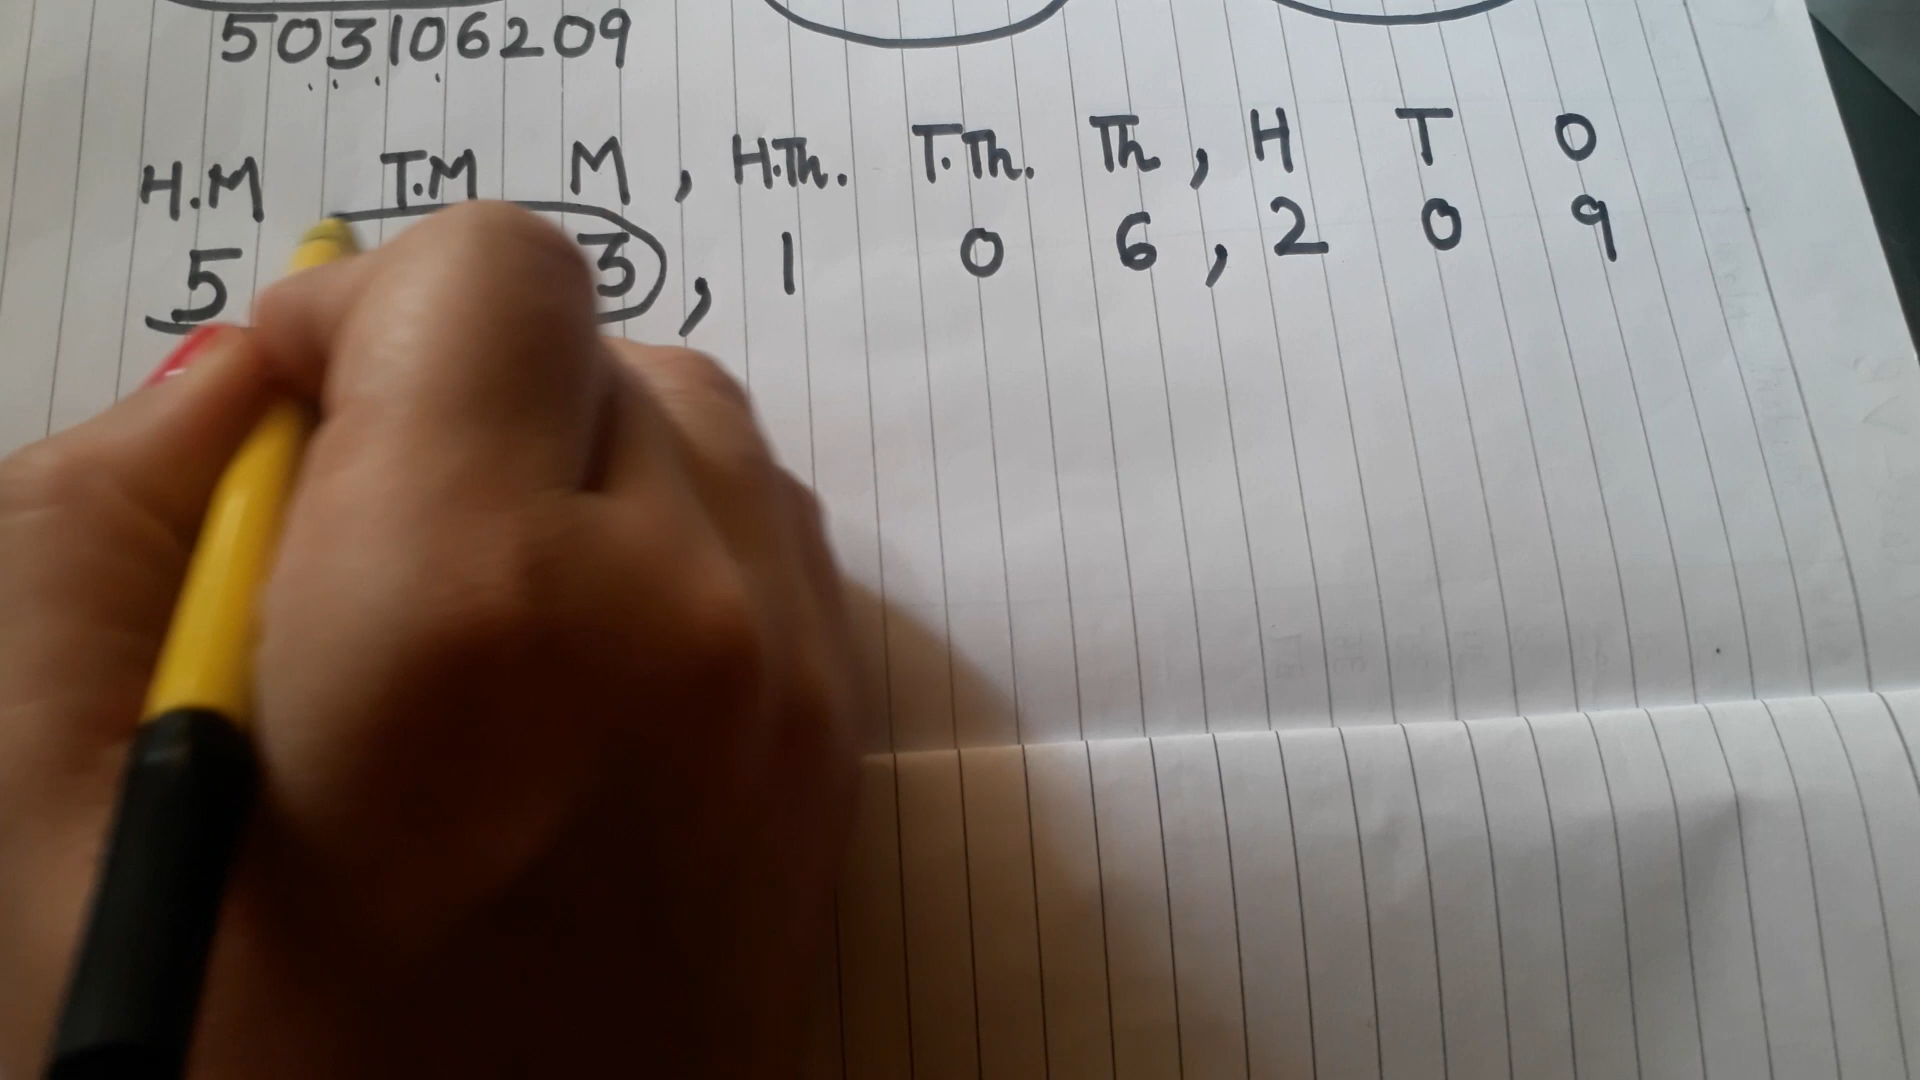 503106209
H.M T.M M , H.Th. T.Th. Th , H T O
5 3 , 1 0 6 , 2 0 9